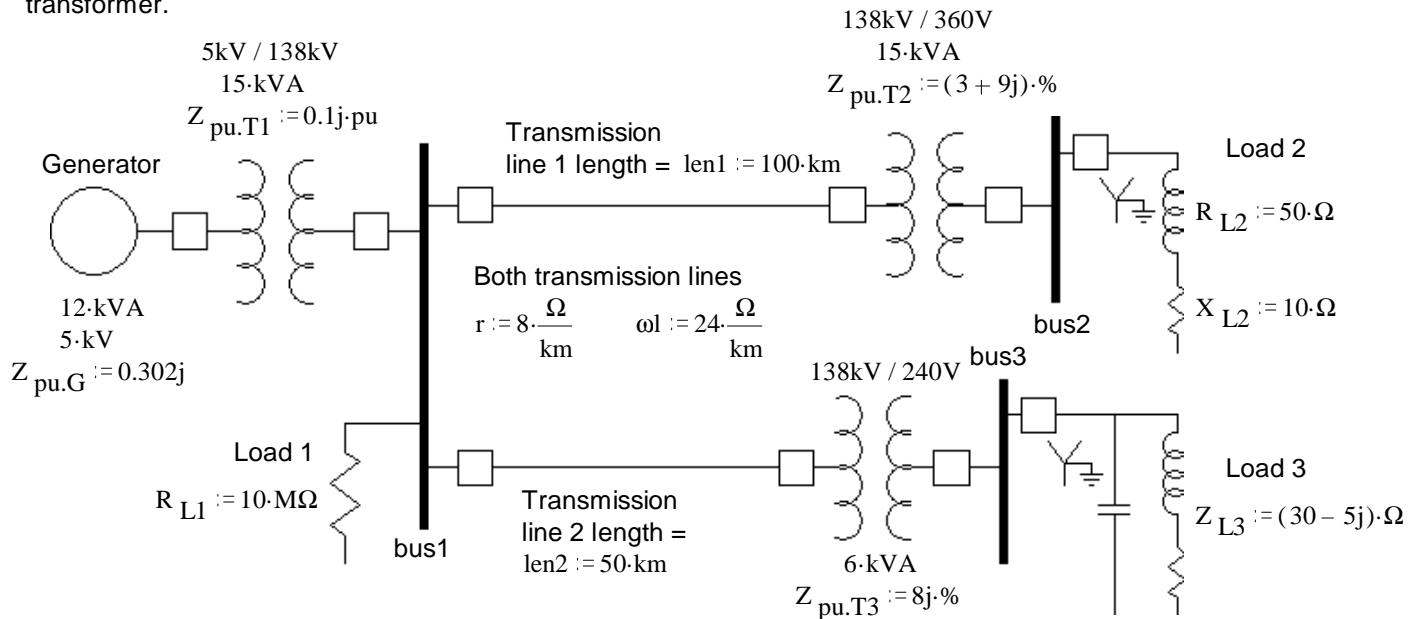 transformer.
5kV / 138kV
15·kVA
Z pu.T1 := 0.1j·pu
138kV / 360V
15·kVA
Z pu.T2 := (3 + 9j)·%
Generator
12·kVA
5·kV
Z pu.G := 0.302j
Transmission
line 1 length = len1 := 100·km
Load 2
R L2 := 50·Ω
X L2 := 10·Ω
bus2
Both transmission lines
r := 8·Ω/km ωl := 24·Ω/km
bus3
138kV / 240V
Load 1
R L1 := 10·MΩ
bus1
Transmission
line 2 length =
len2 := 50·km
6·kVA
Z pu.T3 := 8j·%
Load 3
Z L3 := (30 – 5j)·Ω